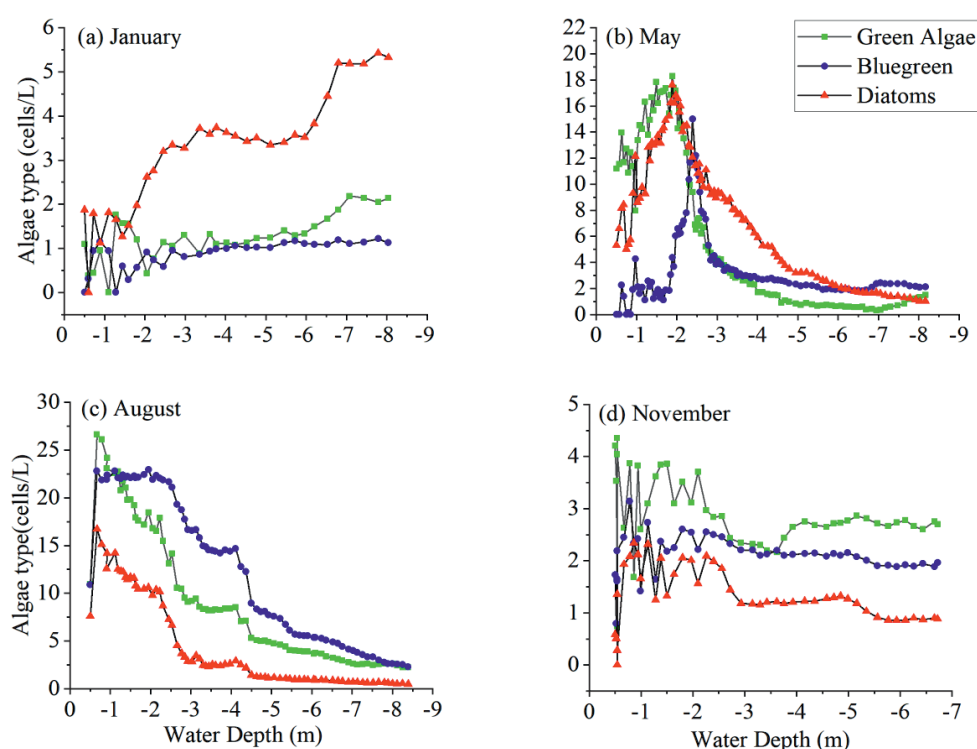 (a) January
Algae type (cells/L)
6
5
4
3
2
1
0
0 -1 -2 -3 -4 -5 -6 -7 -8 -9
(b) May
Green Algae
Bluegreen
Diatoms
22
20
18
16
14
12
10
8
6
4
2
0
0 -1 -2 -3 -4 -5 -6 -7 -8 -9
(c) August
Algae type(cells/L)
30
25
20
15
10
5
0
0 -1 -2 -3 -4 -5 -6 -7 -8 -9
Water Depth (m)
(d) November
5
4
3
2
1
0
0 -1 -2 -3 -4 -5 -6 -7
Water Depth (m)